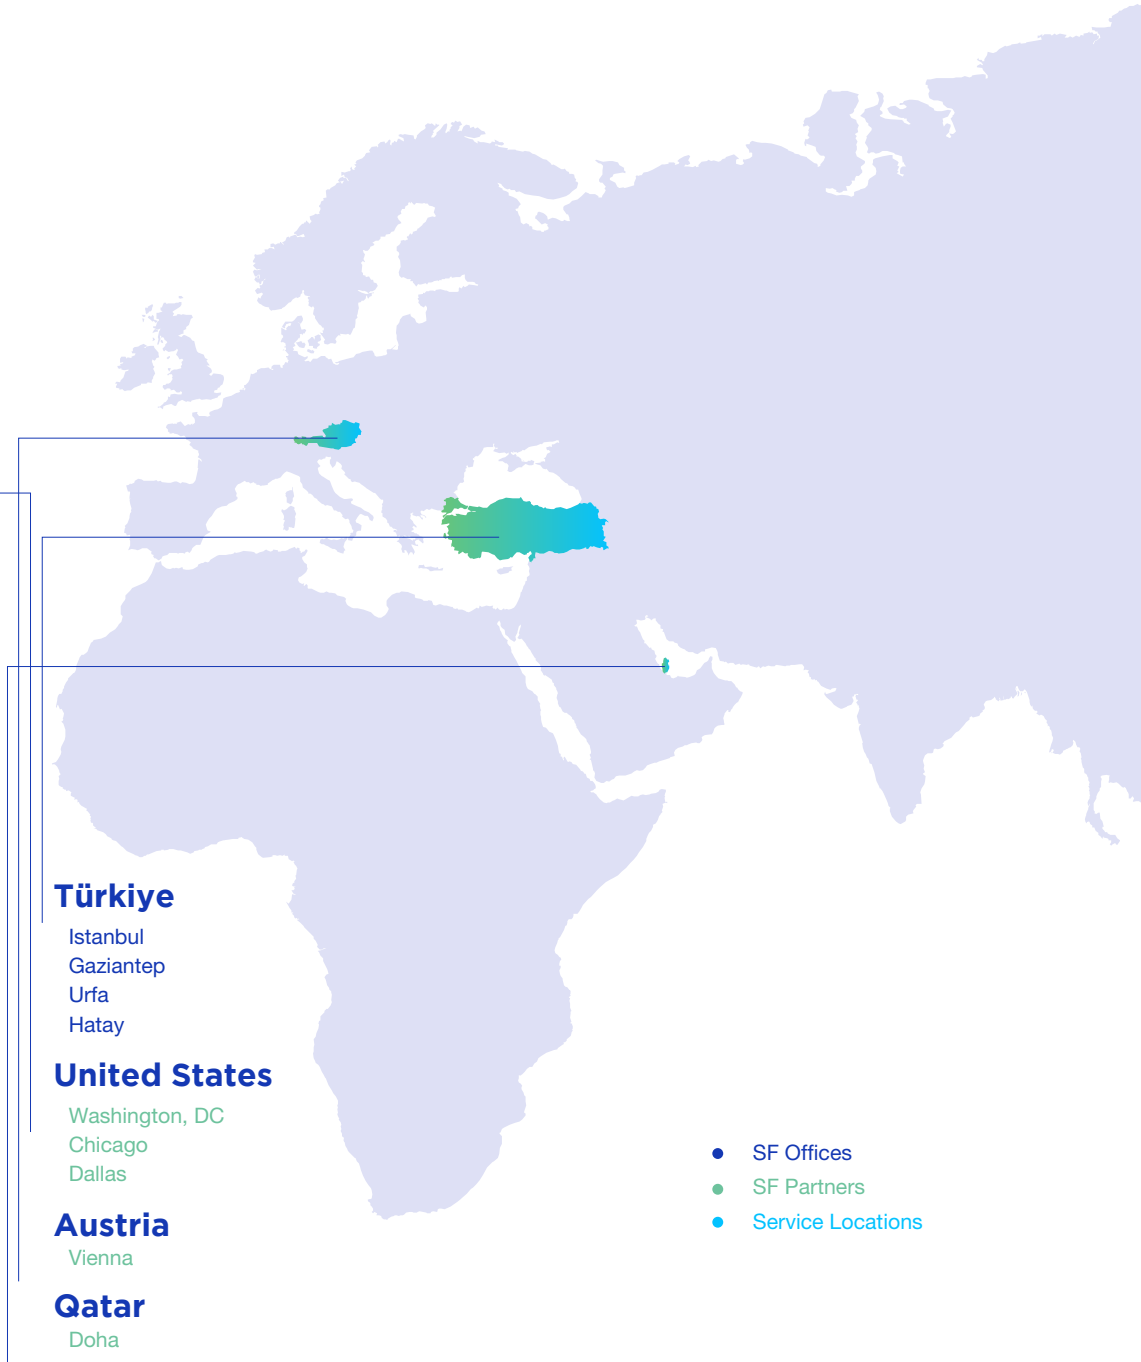 Türkiye
Istanbul
Gaziantep
Urfa
Hatay
United States
Washington, DC
Chicago
Dallas
Austria
Vienna
Qatar
Doha
SF Offices
SF Partners
Service Locations